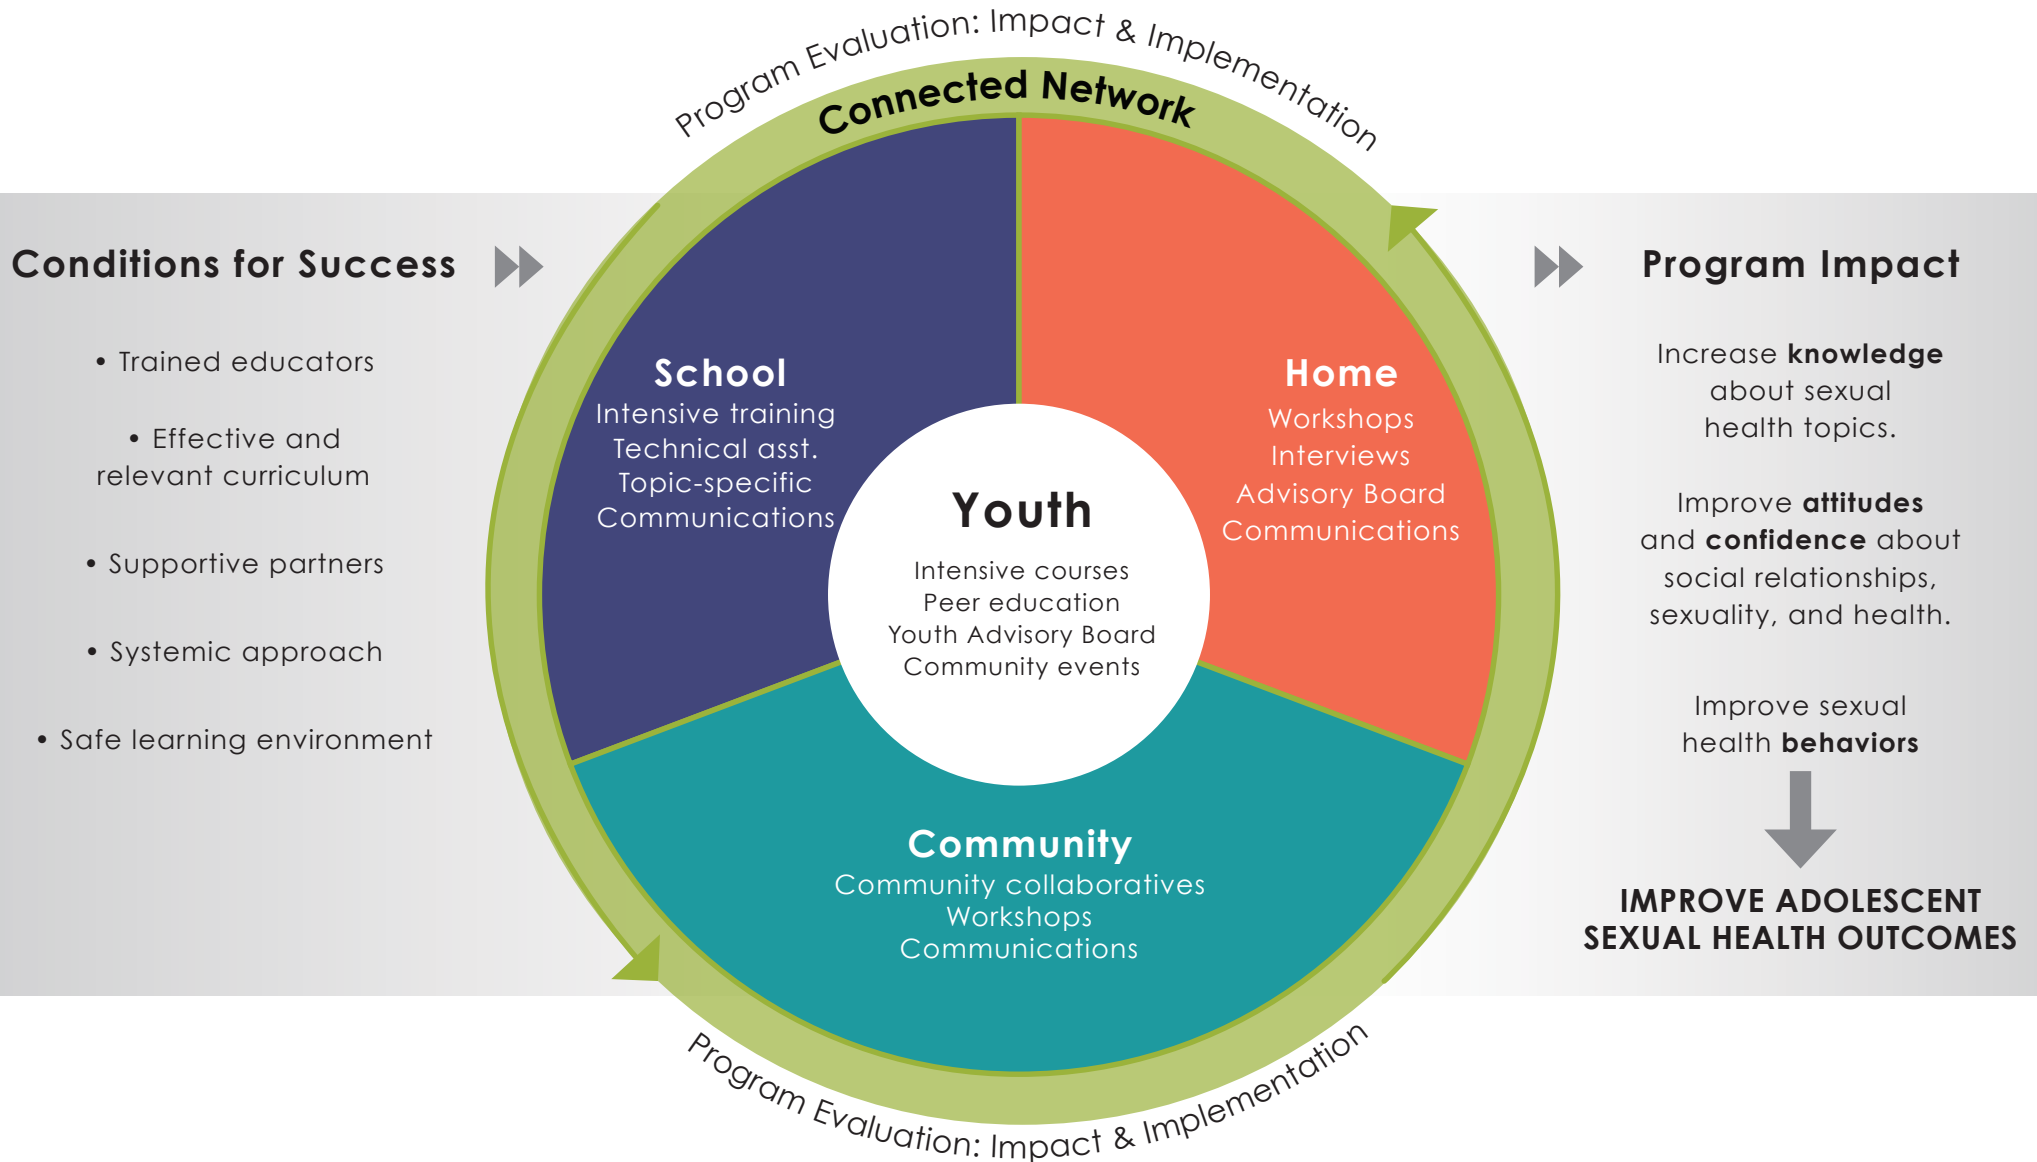 Program Evaluation: Impact & Implementation
Connected Network
Conditions for Success
• Trained educators
• Effective and
relevant curriculum
• Supportive partners
• Systemic approach
• Safe learning environment
School
Intensive training
Technical asst.
Topic-specific
Communications
Home
Workshops
Interviews
Advisory Board
Communications
Youth
Intensive courses
Peer education
Youth Advisory Board
Community events
Community
Community collaboratives
Workshops
Communications
Program Impact
Increase knowledge
about sexual
health topics.
Improve attitudes
and confidence about
social relationships,
sexuality, and health.
Improve sexual
health behaviors
IMPROVE ADOLESCENT
SEXUAL HEALTH OUTCOMES
Program Evaluation: Impact & Implementation